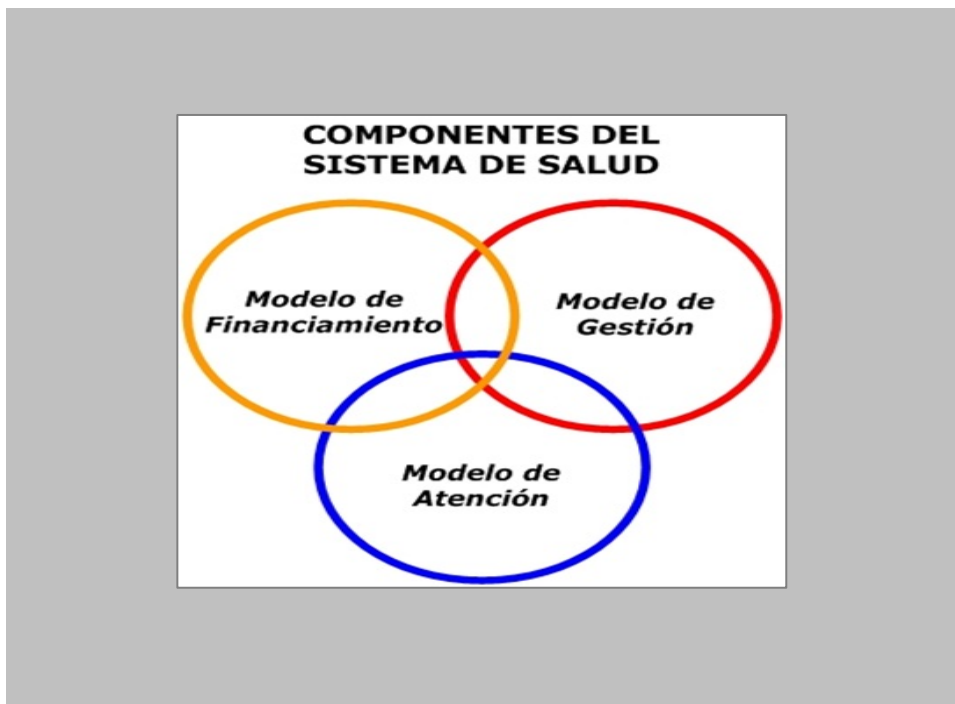 COMPONENTES DEL
SISTEMA DE SALUD
Modelo de
Financiamiento
Modelo de
Gestión
Modelo de
Atención